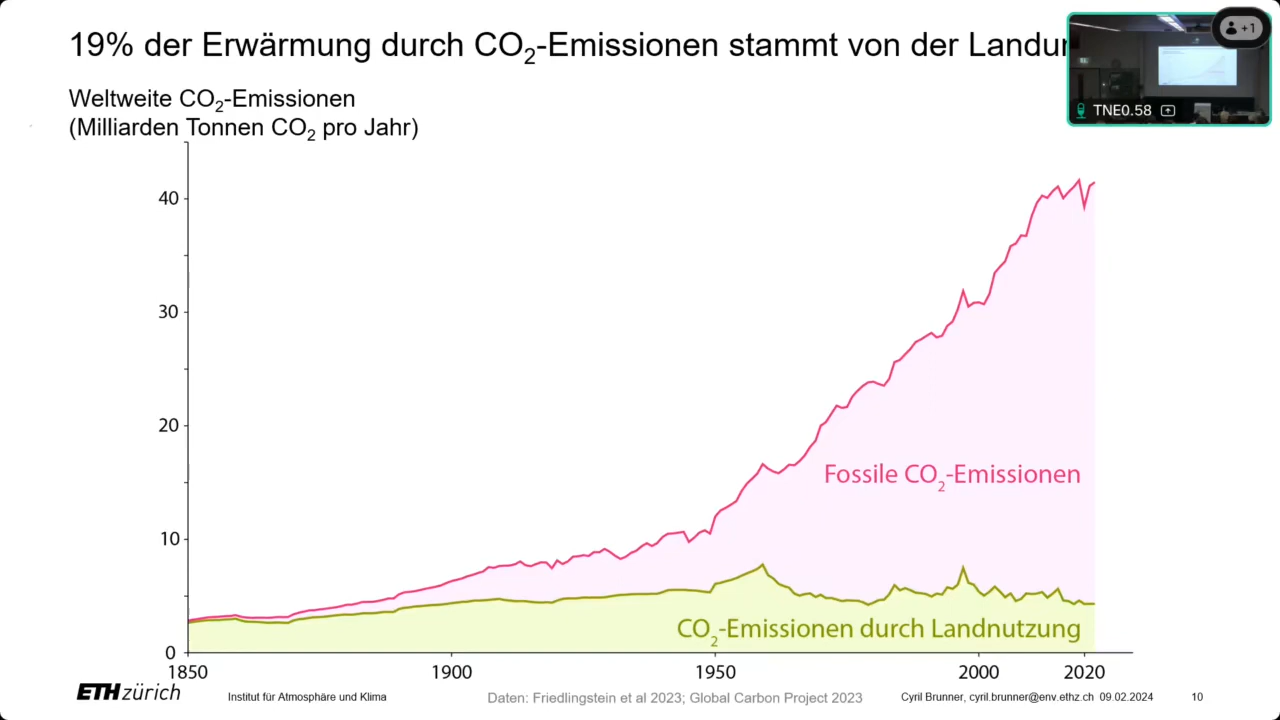 19% der Erwärmung durch CO₂-Emissionen stammt von der
Weltweite CO₂-Emissionen
(Milliarden Tonnen CO₂ pro Jahr)
+1
TNE0.58
40
30
20
10
0
Fossile CO₂-Emissionen
CO₂-Emissionen durch Landnutzung
1850
1900
1950
2000
2020
ETH zürich
Institut für Atmosphäre und Klima
Daten: Friedlingstein et al 2023; Global Carbon Project 2023
Cyril Brunner, cyril.brunner@env.ethz.ch 09.02.2024
10